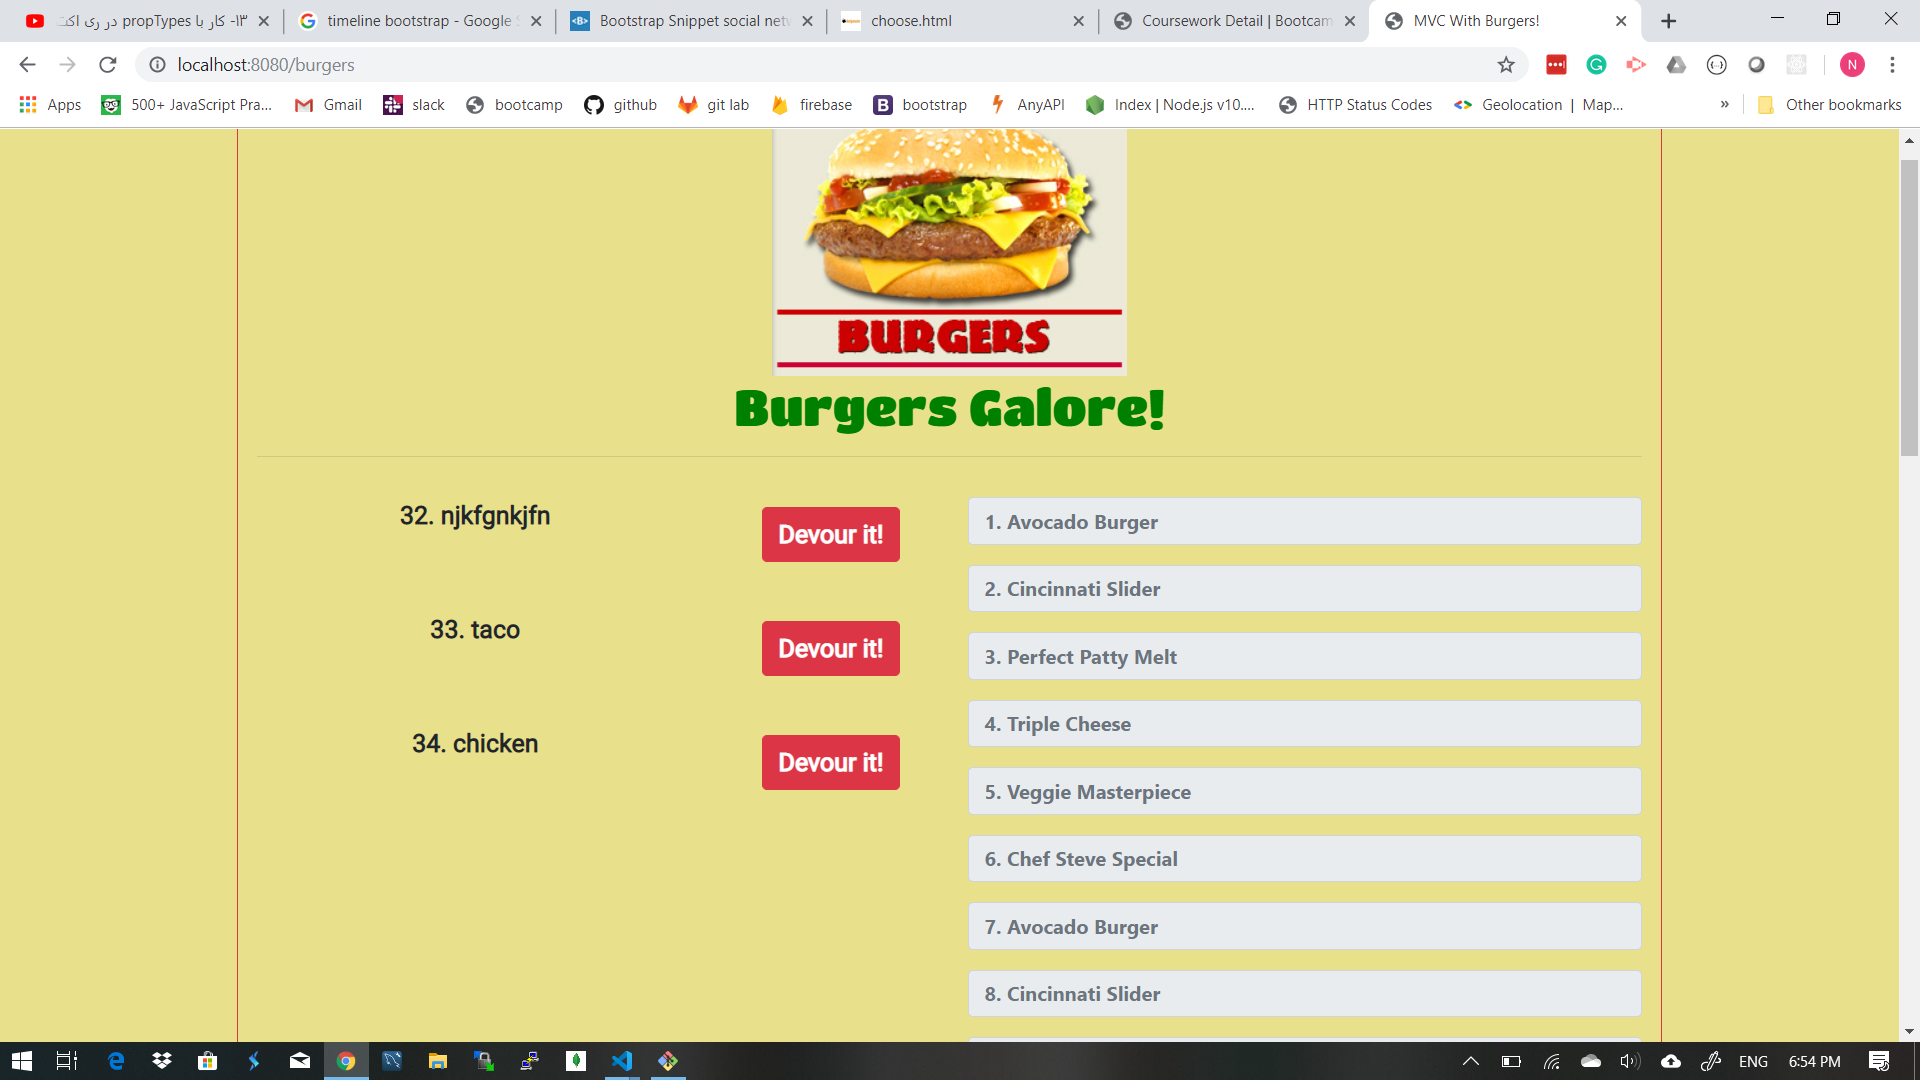 ۱۳- کار با propTypes در ری اکت
timeline bootstrap - Google
Bootstrap Snippet social net
choose.html
Coursework Detail | Bootcam
MVC With Burgers!
localhost:8080/burgers
N
Apps
500+ JavaScript Pra...
Gmail
slack
bootcamp
github
git lab
firebase
bootstrap
AnyAPI
Index | Node.js v10....
HTTP Status Codes
Geolocation | Map...
»
Other bookmarks
BURGERS
Burgers Galore!
32. njkfgnkjfn
Devour it!
33. taco
Devour it!
34. chicken
Devour it!
1. Avocado Burger
2. Cincinnati Slider
3. Perfect Patty Melt
4. Triple Cheese
5. Veggie Masterpiece
6. Chef Steve Special
7. Avocado Burger
8. Cincinnati Slider
ENG
6:54 PM